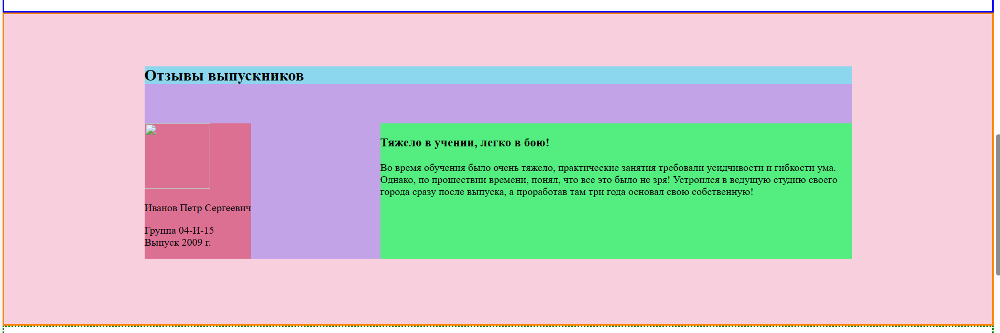 Отзывы выпускников
Тяжело в учении, легко в бою!
Во время обучения было очень тяжело, практические занятия требовали усидчивости и гибкости ума.
Однако, по прошествии времени, понял, что все это было не зря! Устроился в ведущую студию своего
города сразу после выпуска, а проработав там три года основал свою собственную!
Иванов Петр Сергеевич
Группа 04-И-15
Выпуск 2009 г.